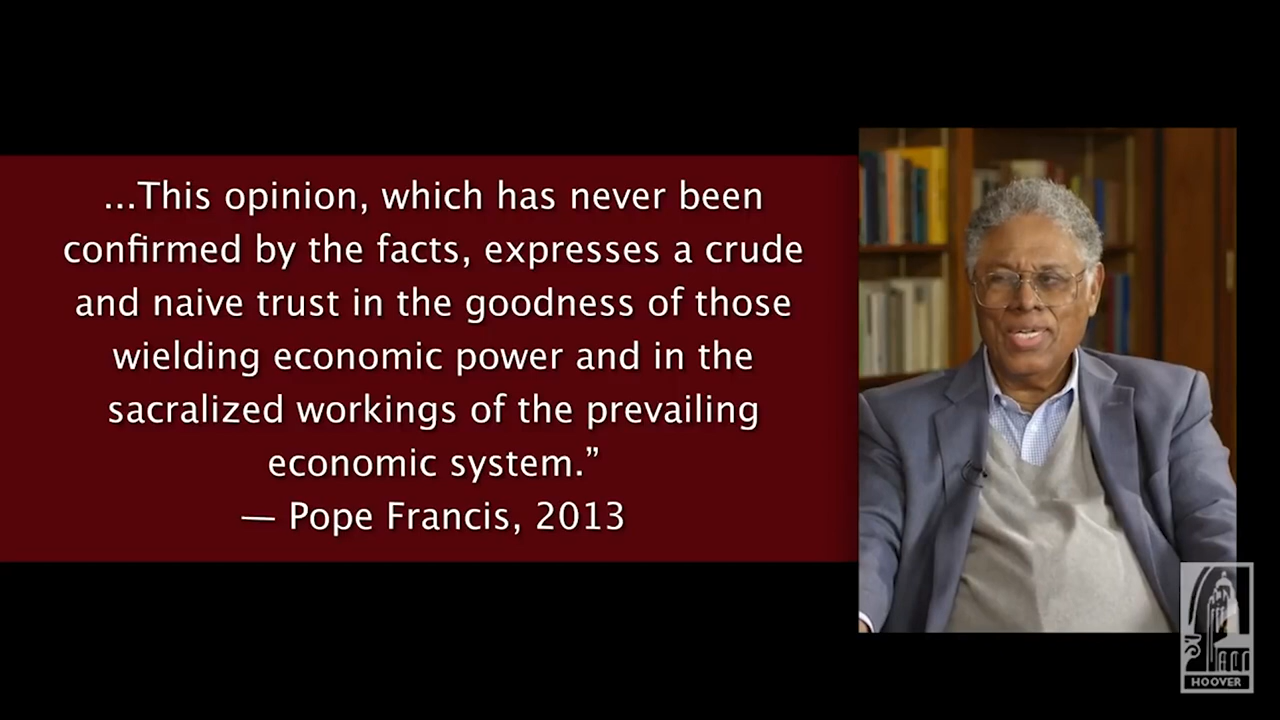 ...This opinion, which has never been
confirmed by the facts, expresses a crude
and naive trust in the goodness of those
wielding economic power and in the
sacralized workings of the prevailing
economic system.”
— Pope Francis, 2013
HOOVER